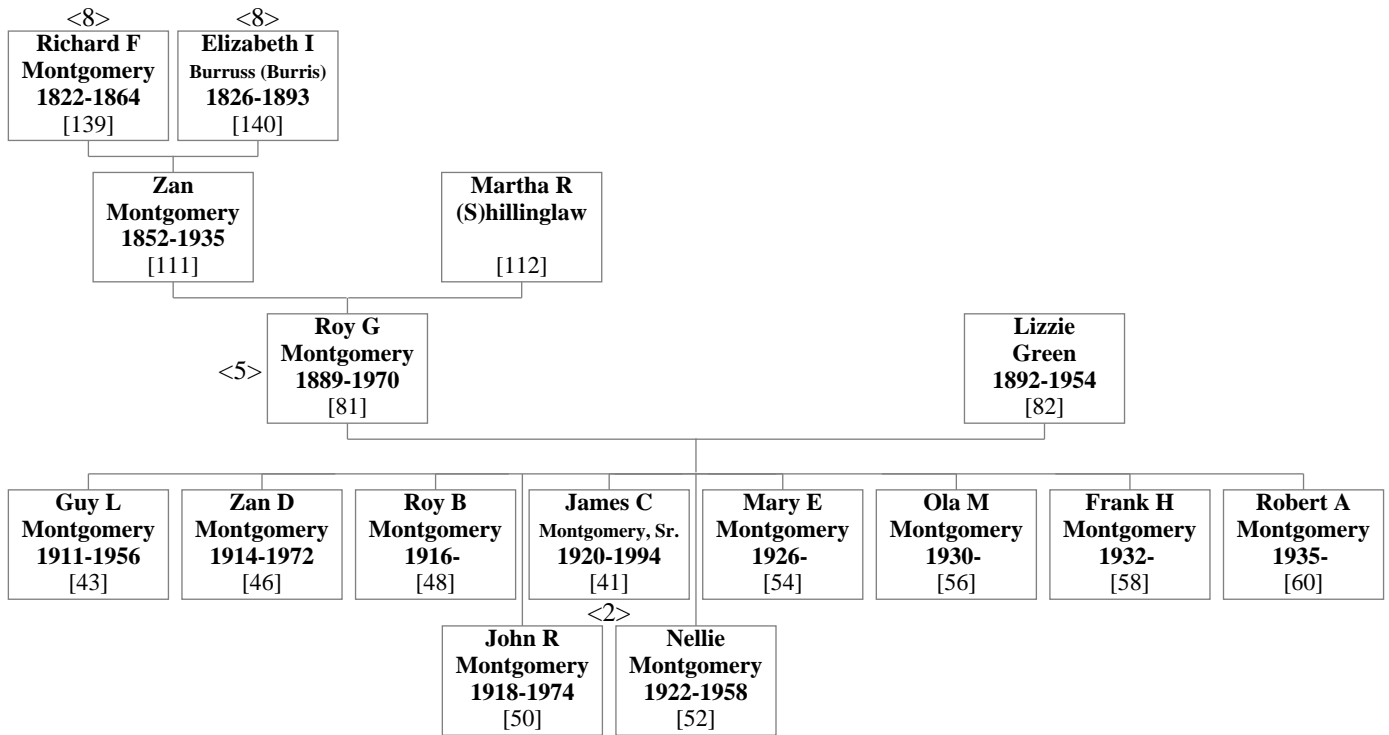 <8>
Richard F
Montgomery
1822-1864
[139]
<8>
Elizabeth I
Burruss (Burris)
1826-1893
[140]
Zan
Montgomery
1852-1935
[111]
Martha R
(S)hillinglaw
[112]
<5>
Roy G
Montgomery
1889-1970
[81]
Lizzie
Green
1892-1954
[82]
Guy L
Montgomery
1911-1956
[43]
Zan D
Montgomery
1914-1972
[46]
Roy B
Montgomery
1916-
[48]
James C
Montgomery, Sr.
1920-1994
[41]
<2>
Mary E
Montgomery
1926-
[54]
Ola M
Montgomery
1930-
[56]
Frank H
Montgomery
1932-
[58]
Robert A
Montgomery
1935-
[60]
John R
Montgomery
1918-1974
[50]
Nellie
Montgomery
1922-1958
[52]